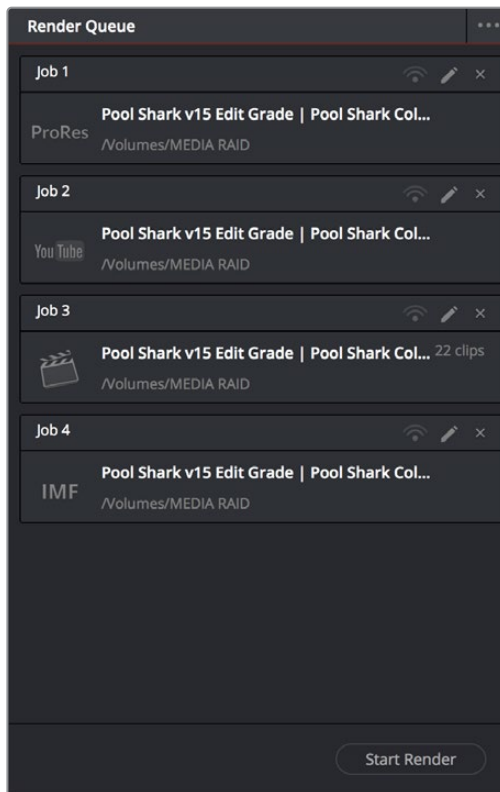 Render Queue
Job 1
ProRes
Pool Shark v15 Edit Grade | Pool Shark Col...
/Volumes/MEDIA RAID
Job 2
YouTube
Pool Shark v15 Edit Grade | Pool Shark Col...
/Volumes/MEDIA RAID
Job 3
Pool Shark v15 Edit Grade | Pool Shark Col... 22 clips
/Volumes/MEDIA RAID
Job 4
IMF
Pool Shark v15 Edit Grade | Pool Shark Col...
/Volumes/MEDIA RAID
Start Render